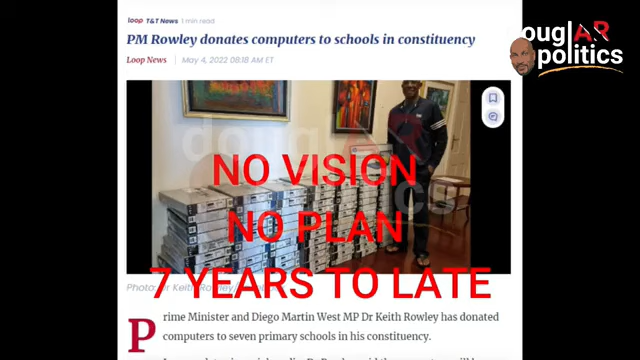 loop T&T News 1 min read
ouglAR
politics
PM Rowley donates computers to schools in constituency
Loop News May 4, 2022 08:18 AM ET
douglAR
politics
NO VISION
NO PLAN
7 YEARS TO LATE
Photo: Dr Keith Rowley/
Prime Minister and Diego Martin West MP Dr Keith Rowley has donated
computers to seven primary schools in his constituency.